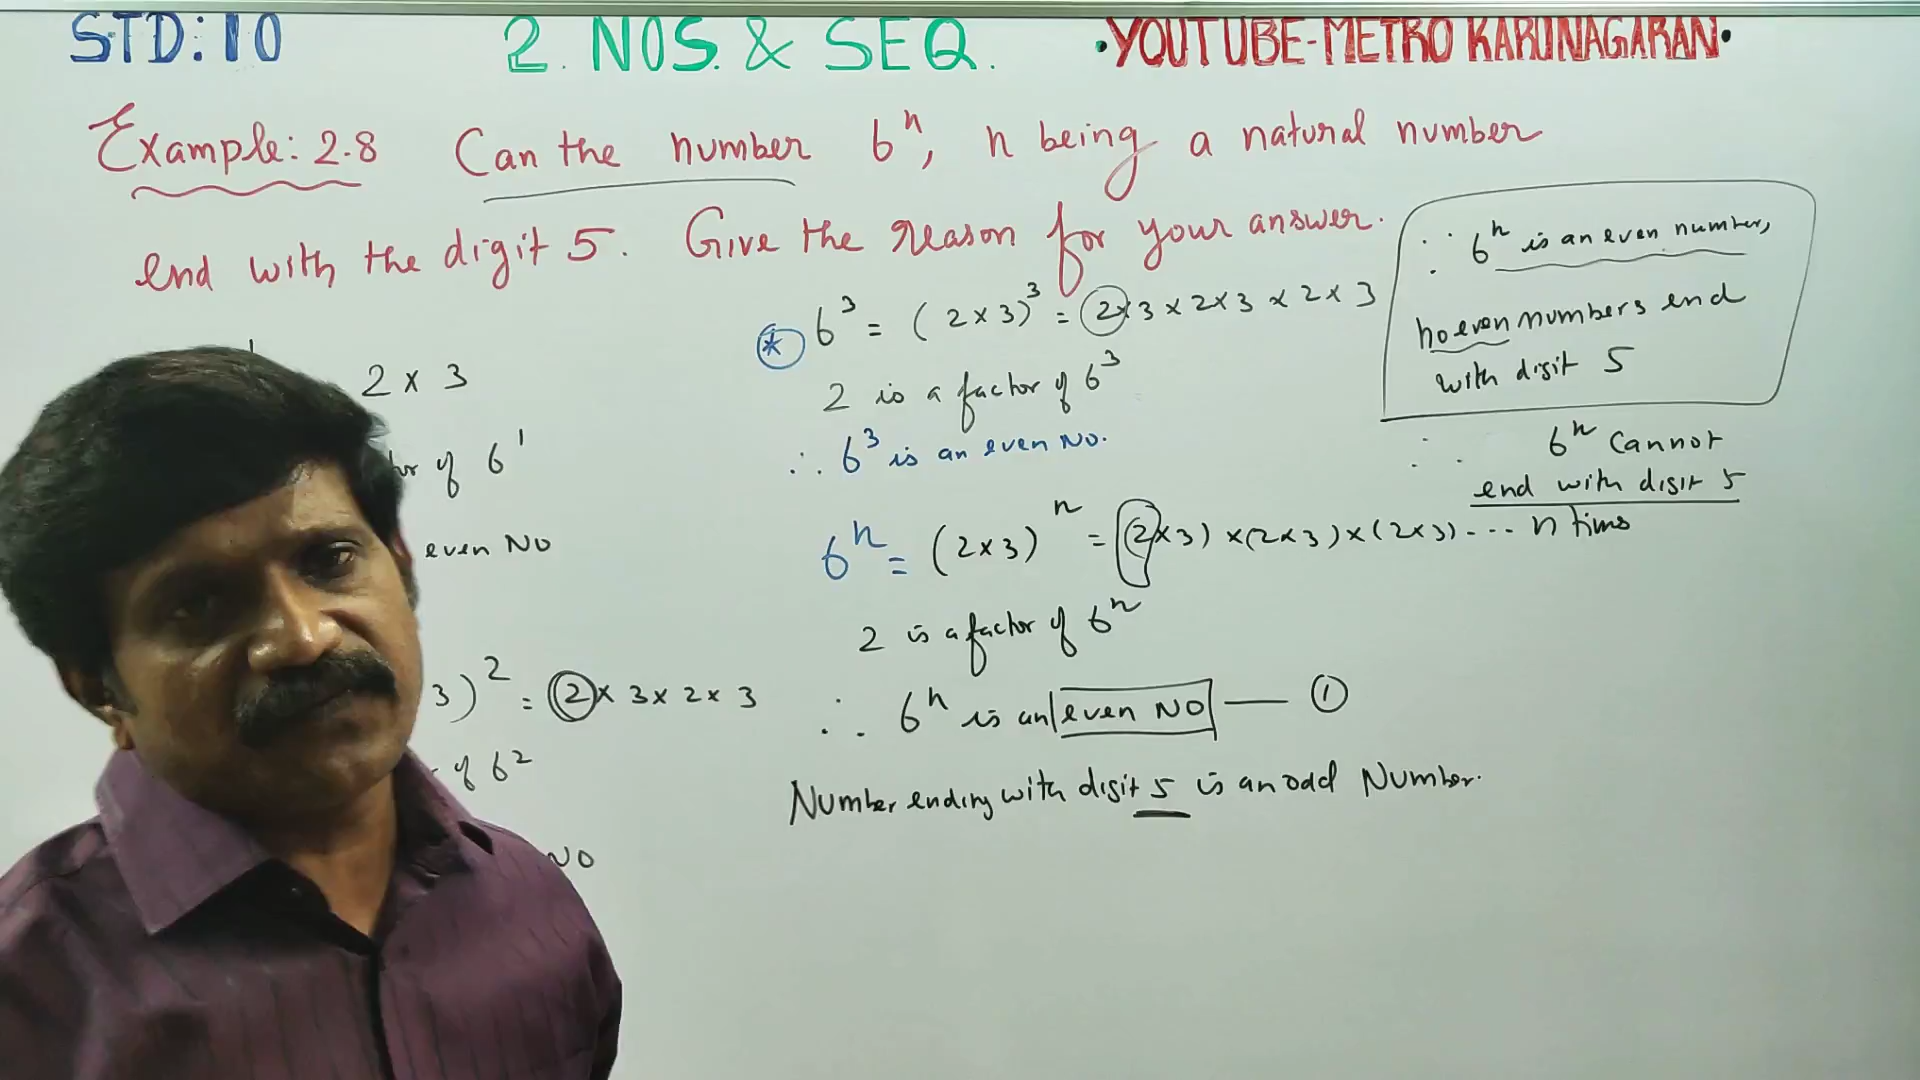 STD: 10 2. NOS. & SEQ. •YOUTUBE-METRO KARUNAGARAN•
Example: 2.8 Can the number 6ⁿ, n being a natural number
end with the digit 5. Give the reason for your answer.
2 × 3
of 6¹
even No
3)² = 2 × 3 × 2 × 3
of 6²
NO
* 6³ = (2 × 3)³ = 2 × 3 × 2 × 3 × 2 × 3
2 is a factor of 6³
∴ 6³ is an even No.
6ⁿ = (2×3)ⁿ = (2×3) × (2×3) × (2×3) .... n times
2 is a factor of 6ⁿ
∴ 6ⁿ is an even NO — ①
Number ending with digit 5 is an odd Number.
∵ 6ⁿ is an even number,
no even numbers end
with digit 5
∴ 6ⁿ cannot
end with digit 5